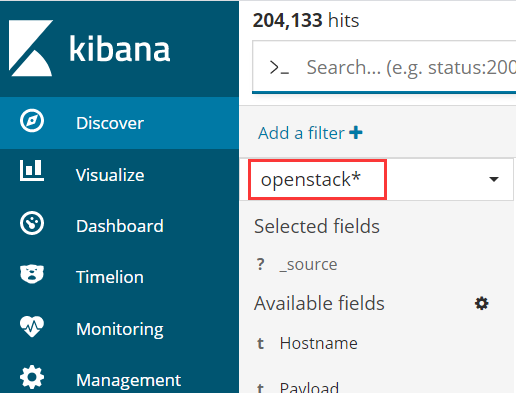 kibana
Discover
Visualize
Dashboard
Timelion
Monitoring
Management
204,133 hits
>_ Search... (e.g. status:200
Add a filter +
openstack*
Selected fields
? _source
Available fields
t Hostname
t Payload